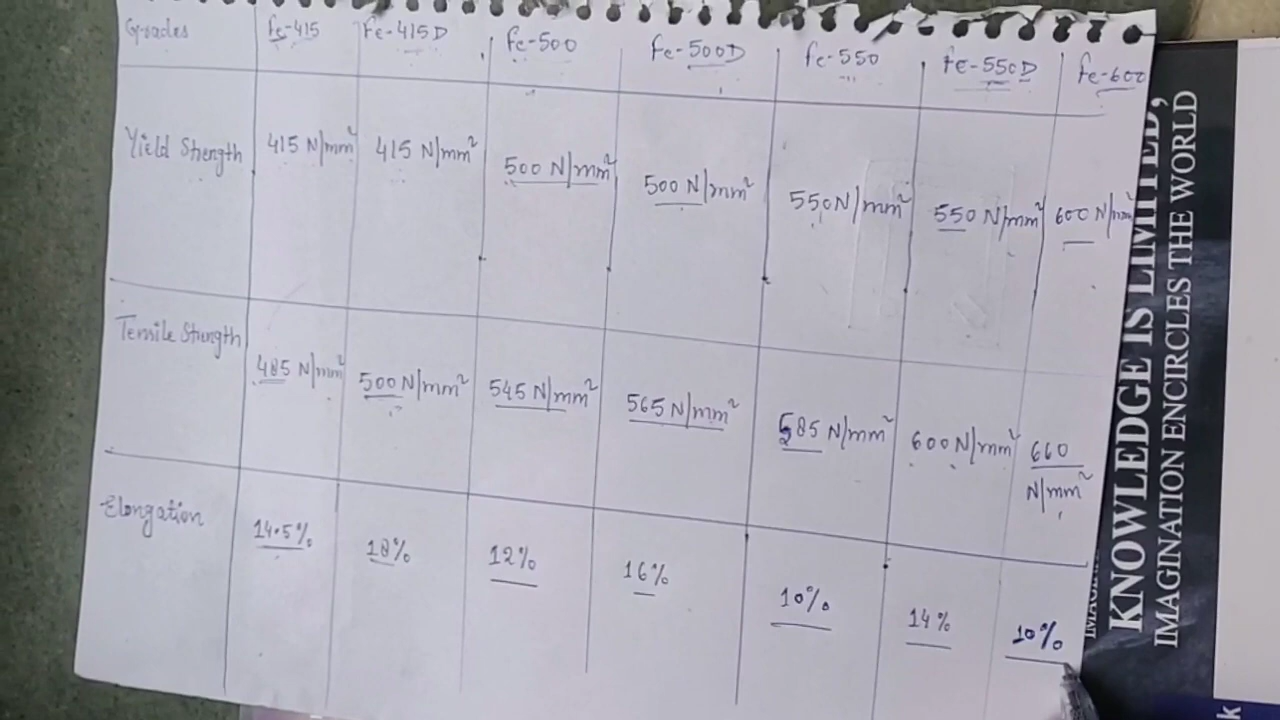 Grades Fe-415 Fe-415D Fe-500 Fe-500D Fe-550 Fe-550D Fe-600
Yield Strength 415 N/mm² 415 N/mm² 500 N/mm² 500 N/mm² 550N/mm² 550 N/mm² 600 N/mm²
Tensile Strength 485 N/mm² 500 N/mm² 545 N/mm² 565 N/mm² 585 N/mm² 600 N/mm² 660
N/mm²
Elongation 14.5% 18% 12% 16% 10% 14% 10%
KNOWLEDGE IS LIMITED,
IMAGINATION ENCIRCLES THE WORLD